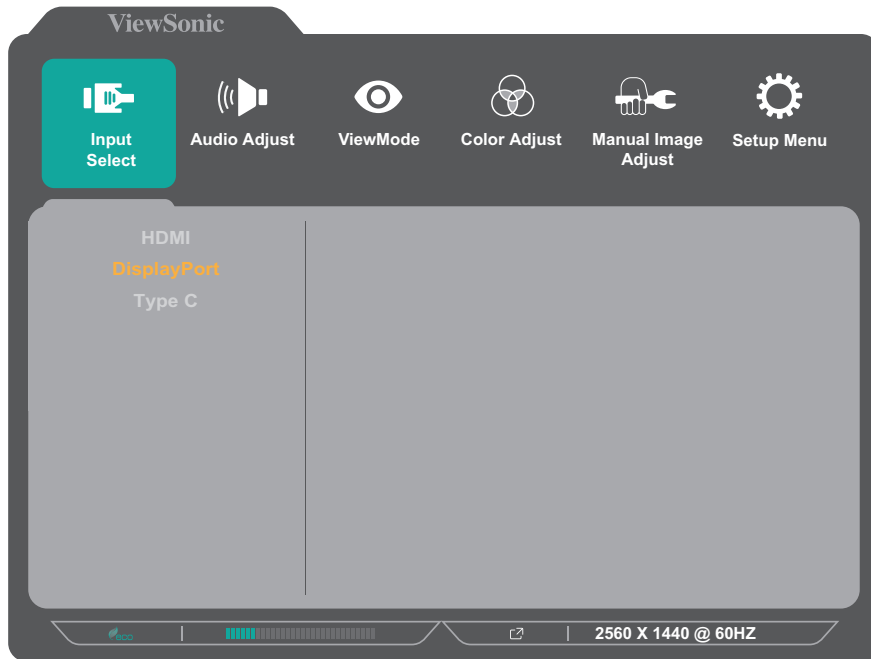 ViewSonic
Input
Select
Audio Adjust
ViewMode
Color Adjust
Manual Image
Adjust
Setup Menu
HDMI
DisplayPort
Type C
eco
2560 X 1440 @ 60HZ